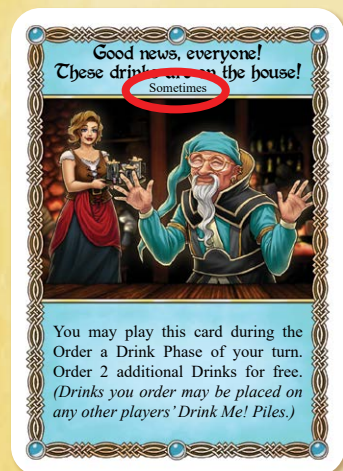 Good news, everyone!
These drinks are on the house!
Sometimes
You may play this card during the
Order a Drink Phase of your turn.
Order 2 additional Drinks for free.
(Drinks you order may be placed on
any other players' Drink Me! Piles.)